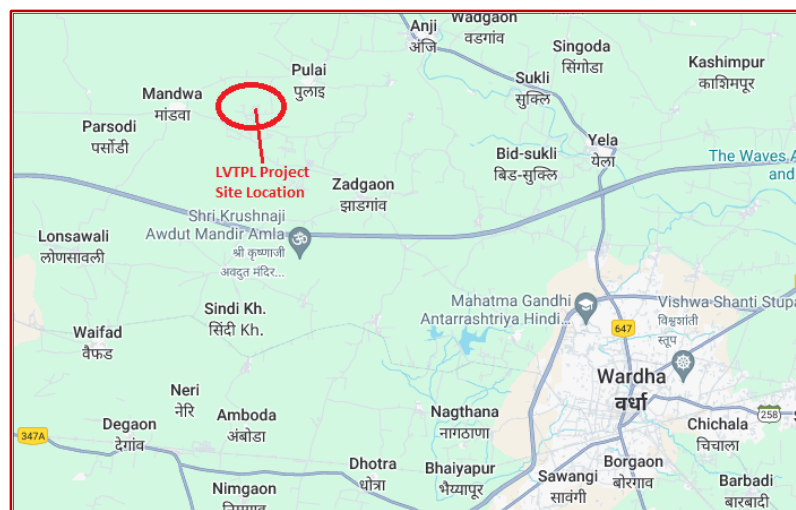 Wadgaon
वडगांव
Anji
अंजि
Singoda
सिंगोडा
Kashimpur
काशिमपूर
Pulai
पुलाइ
Sukli
सुक्लि
Mandwa
मांडवा
Parsodi
पर्सोडी
Yela
येला
Bid-sukli
बिड-सुक्लि
The Waves A
and
LVTPL Project
Site Location
Zadgaon
झाडगांव
Shri Krushnaji
Awdut Mandir Amla
श्री कृष्णाजी
अवदुत मंदिर...
Lonsawali
लोणसावली
Sindi Kh.
सिंदी Kh.
Mahatma Gandhi
Antarrashtriya Hindi...
Vishwa Shanti Stupa
विश्वशांती
स्तूप
647
Waifad
वैफड
Wardha
वर्धा
Neri
नेरि
Amboda
अंबोडा
Nagthana
नागठाणा
258
Chichala
चिचाला
347A
Degaon
देगांव
Dhotra
धोत्रा
Bhaiyapur
भैय्यापूर
Sawangi
सावंगी
Borgaon
बोरगाव
Barbadi
बारबादी
Nimgaon